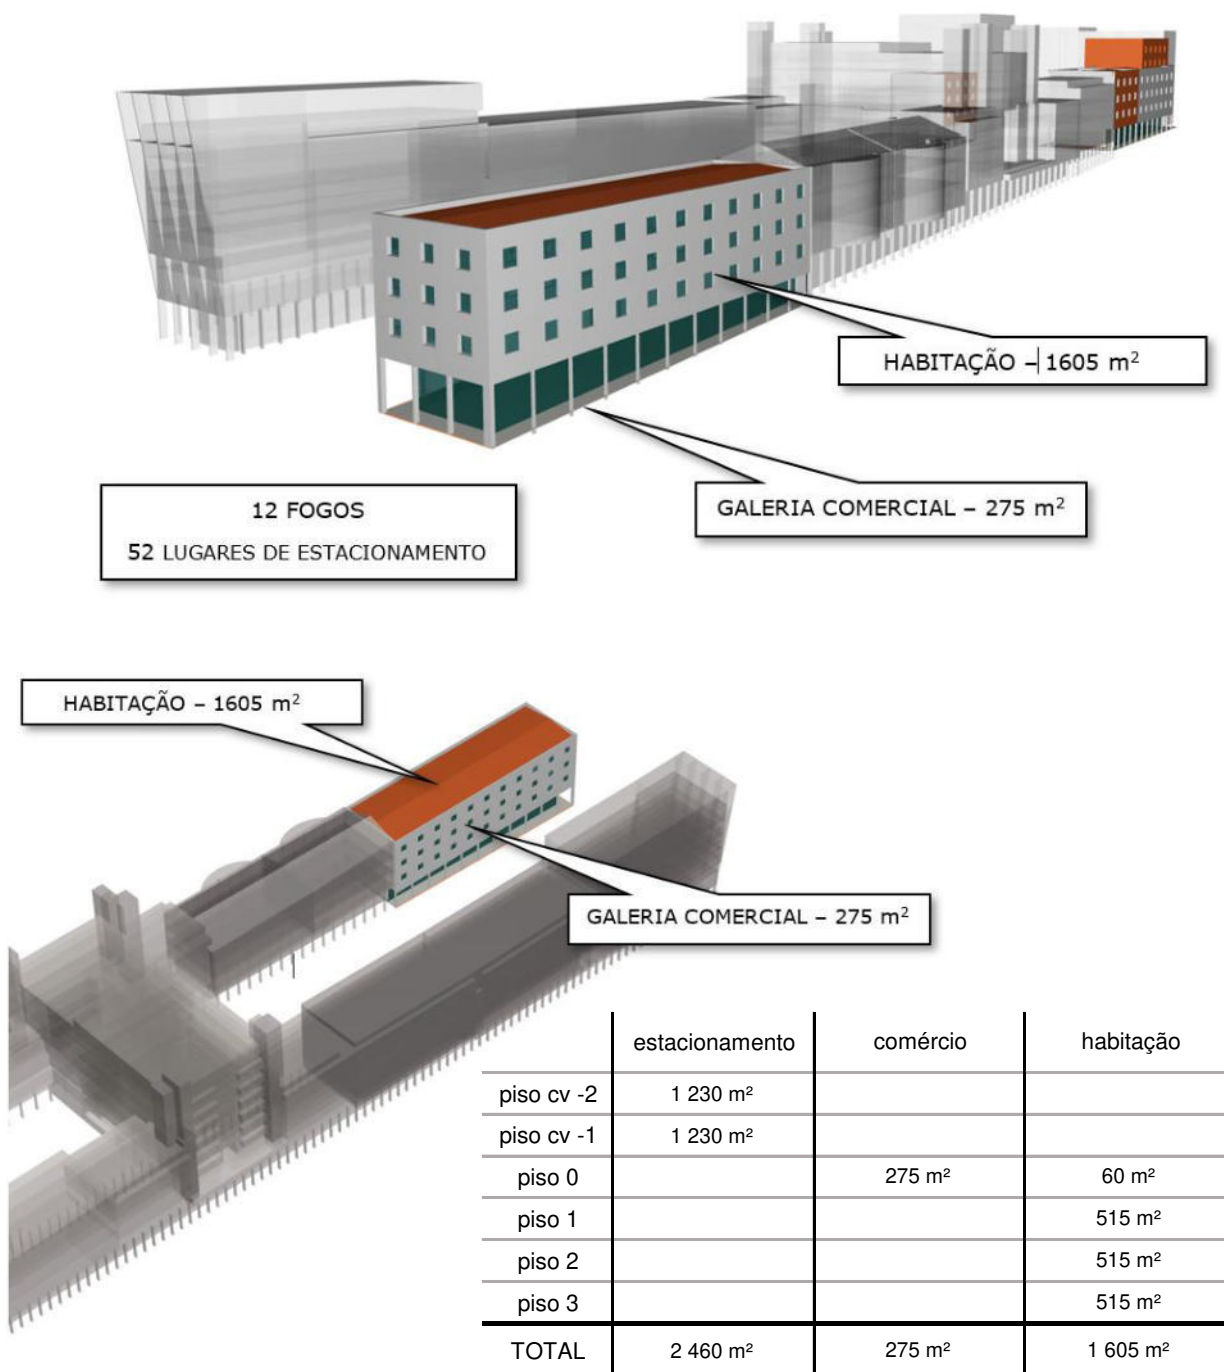 HABITAÇÃO – 1605 m²
GALERIA COMERCIAL – 275 m²
12 FOGOS
52 LUGARES DE ESTACIONAMENTO
HABITAÇÃO – 1605 m²
GALERIA COMERCIAL – 275 m²
estacionamento comércio habitação
piso cv -2 1 230 m²
piso cv -1 1 230 m²
piso 0 275 m² 60 m²
piso 1 515 m²
piso 2 515 m²
piso 3 515 m²
TOTAL 2 460 m² 275 m² 1 605 m²